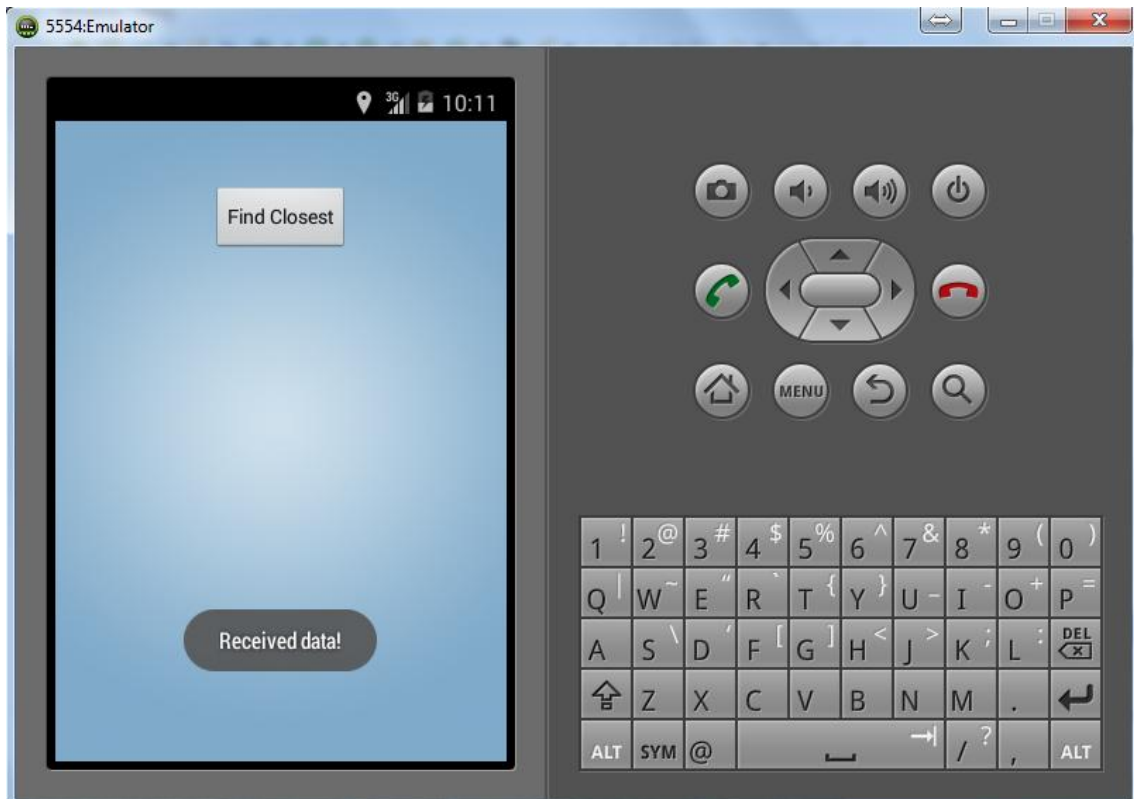 5554:Emulator
3G 10:11
Find Closest
Received data!
MENU
1 ! 2 @ 3 # 4 $ 5 % 6 ^ 7 & 8 * 9 ( 0 )
Q | W ~ E " R ` T { Y } U _ I - O + P =
A S \ D ' F [ G ] H < J > K ; L : DEL
Z X C V B N M .
ALT SYM @ / ? , ALT